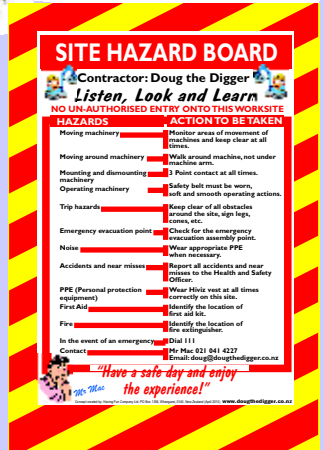 SITE HAZARD BOARD
Contractor: Doug the Digger
Listen, Look and Learn
NO UN-AUTHORISED ENTRY ONTO THIS WORKSITE
HAZARDS ACTION TO BE TAKEN
Moving machinery Monitor areas of movement of
machines and keep clear at all
times.
Moving around machinery Walk around machine, not under
machine arm.
Mounting and dismounting 3 Point contact at all times.
machinery
Operating machinery Safety belt must be worn,
soft and smooth operating actions.
Trip hazards Keep clear of all obstacles
around the site, sign legs,
cones, etc.
Emergency evacuation point Check for the emergency
evacuation assembly point.
Noise Wear appropriate PPE
when necessary.
Accidents and near misses Report all accidents and near
misses to the Health and Safety
Officer.
PPE (Personal protection Wear Hiviz vest at all times
equipment) correctly on this site.
First Aid Identify the location of
first aid kit.
Fire Identify the location of
fire extinguisher.
In the event of an emergency Dial 111
Contact Mr Mac 021 041 4227
Email: doug@dougthedigger.co.nz
"Have a safe day and enjoy
the experience!"
Mr Mac
www.dougthedigger.co.nz